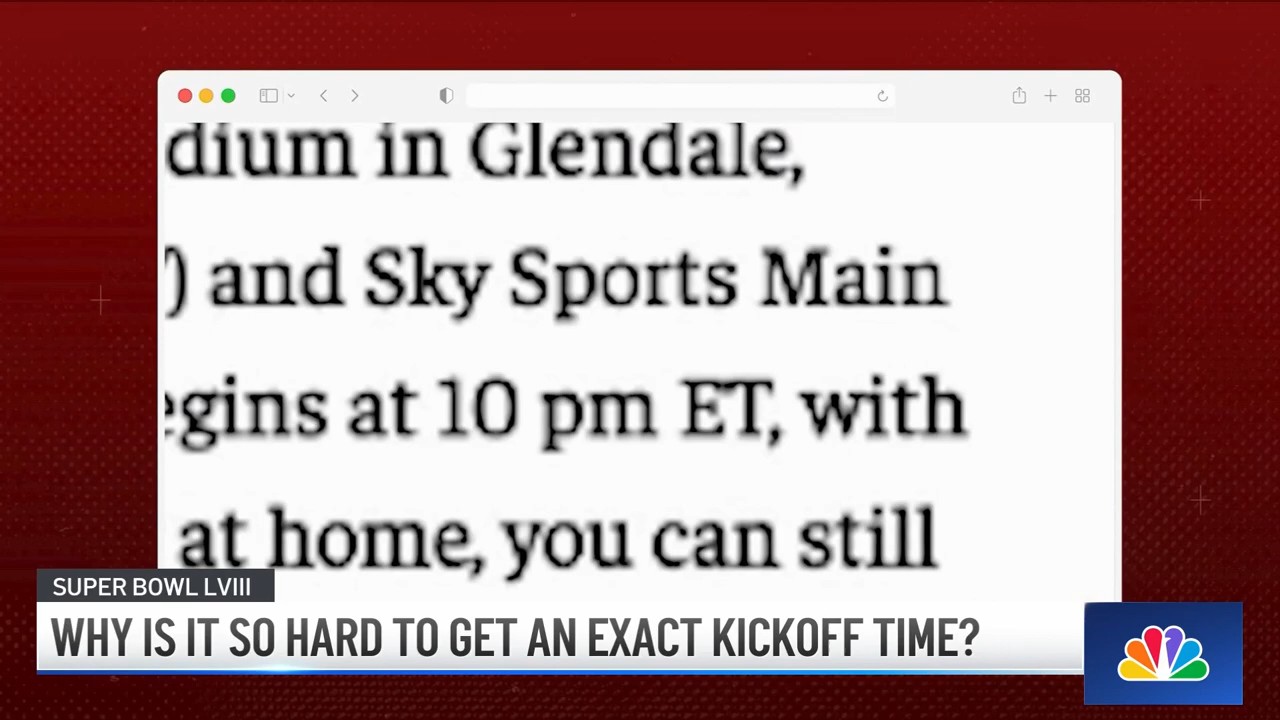 dium in Glendale,
) and Sky Sports Main
egins at 10 pm ET, with
at home, you can still
SUPER BOWL LVIII
WHY IS IT SO HARD TO GET AN EXACT KICKOFF TIME?